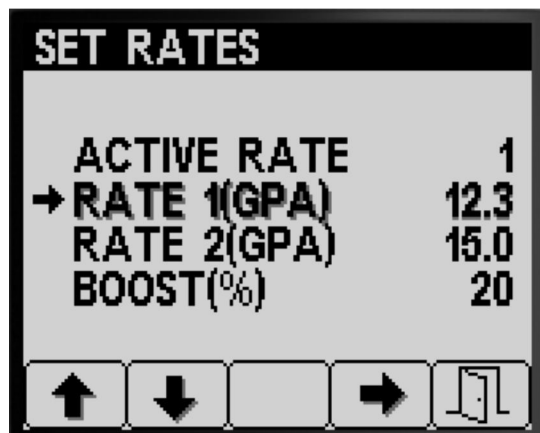 SET RATES
ACTIVE RATE 1
RATE 1(GPA) 12.3
RATE 2(GPA) 15.0
BOOST(%) 20